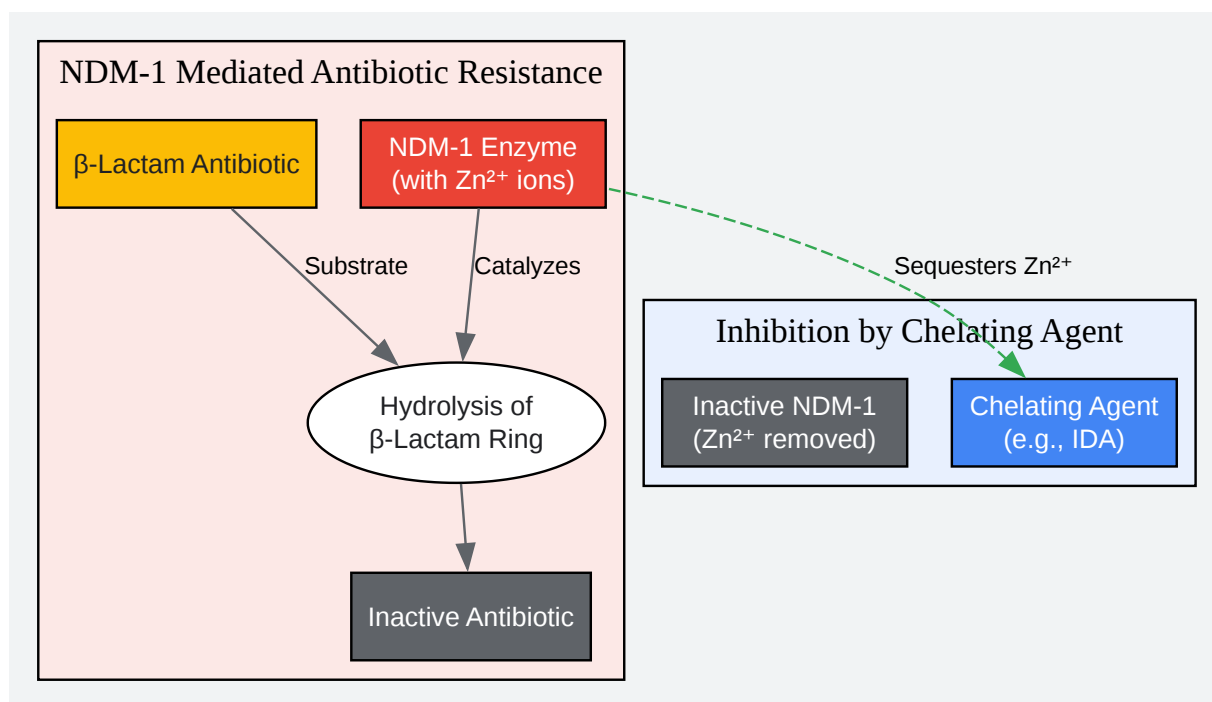 NDM-1 Mediated Antibiotic Resistance
β-Lactam Antibiotic
NDM-1 Enzyme
(with Zn²⁺ ions)
Substrate
Catalyzes
Hydrolysis of
β-Lactam Ring
Inactive Antibiotic
Sequesters Zn²⁺
Inhibition by Chelating Agent
Inactive NDM-1
(Zn²⁺ removed)
Chelating Agent
(e.g., IDA)